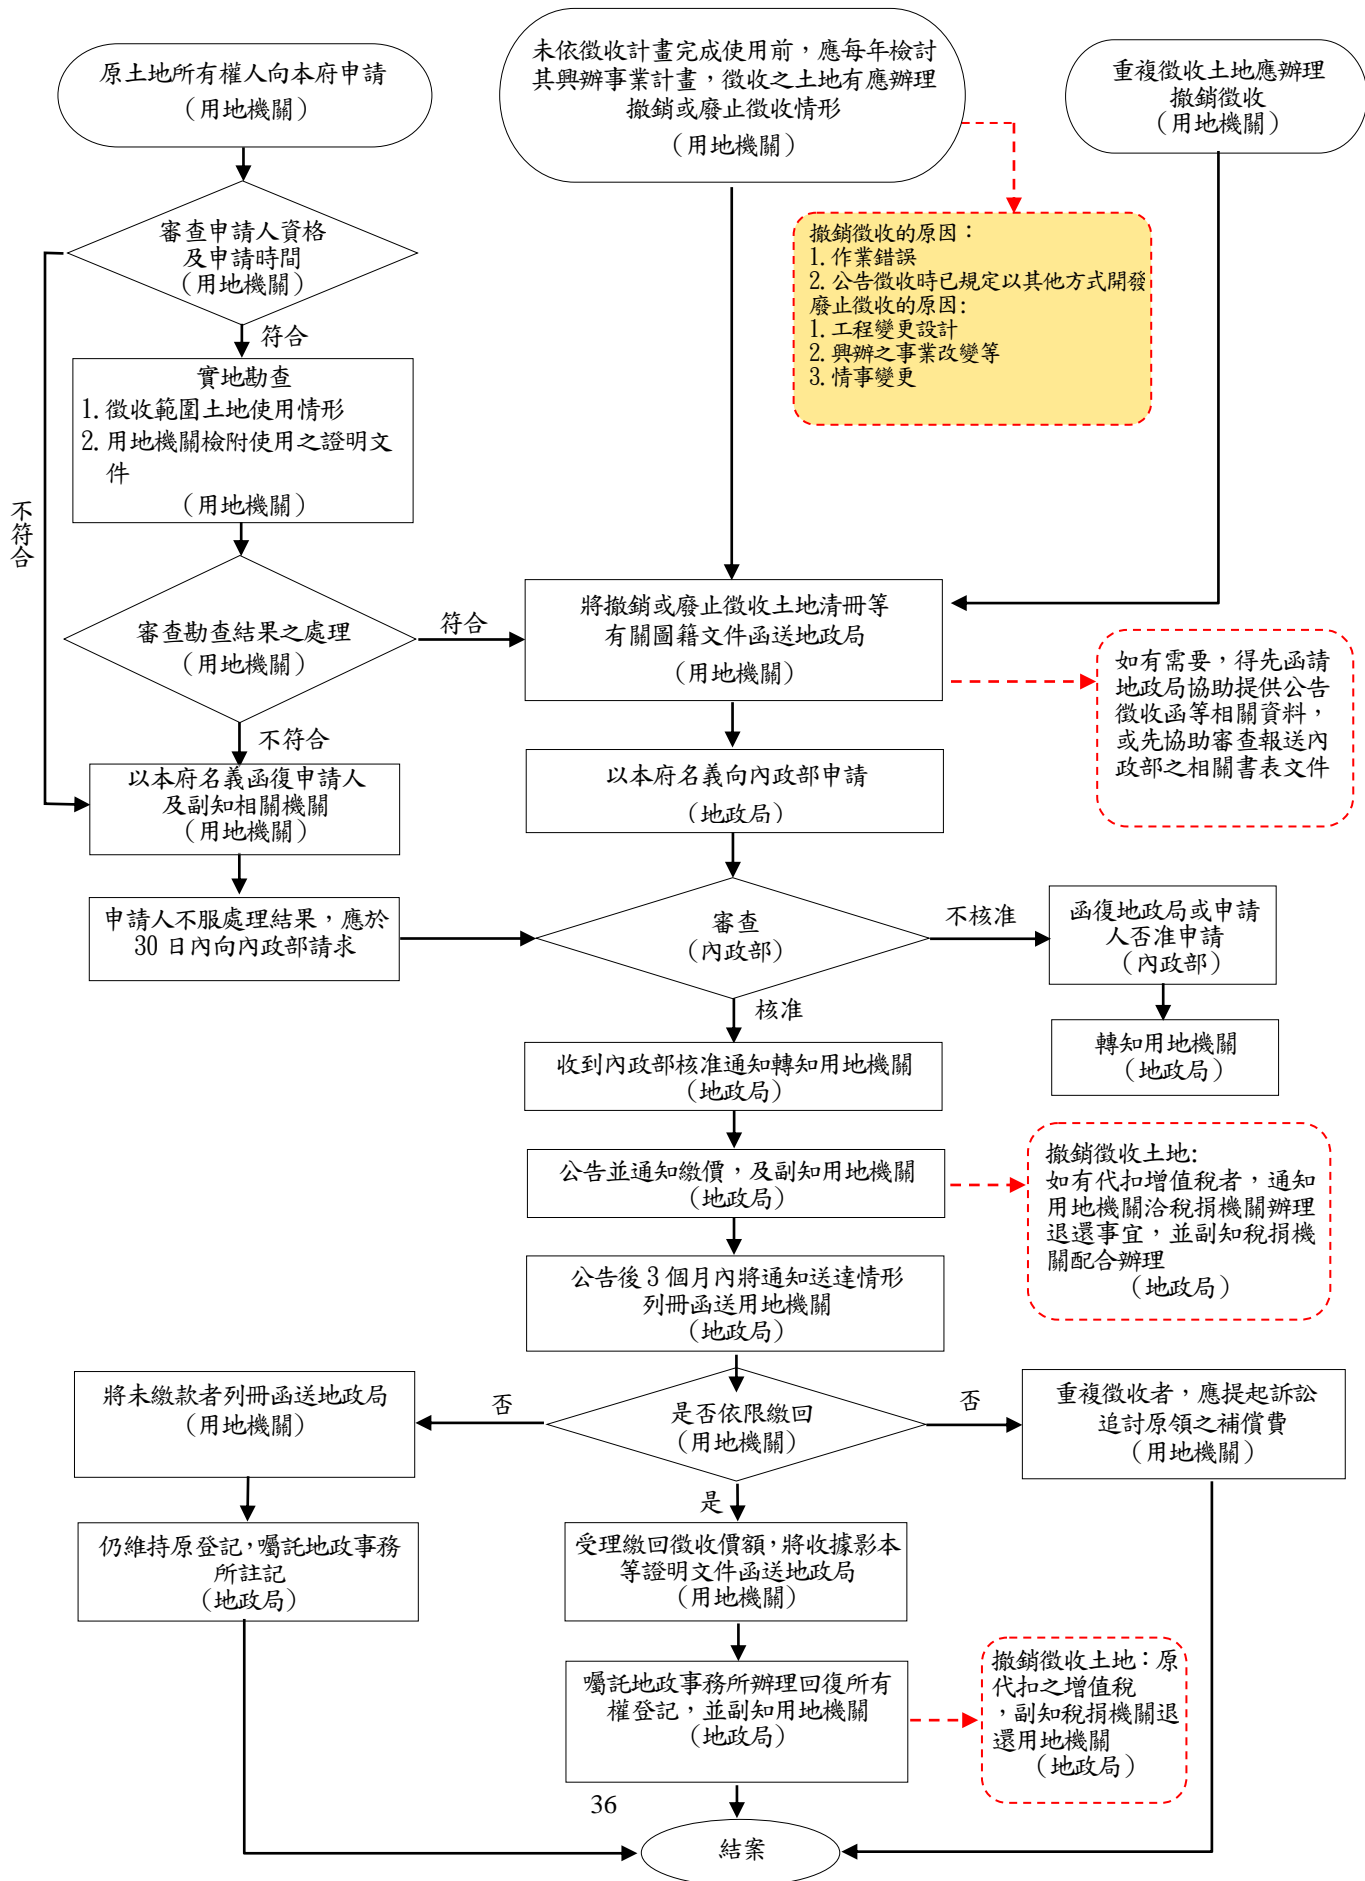 原土地所有權人向本府申請
（用地機關）
未依徵收計畫完成使用前，應每年檢討
其興辦事業計畫，徵收之土地有應辦理
撤銷或廢止徵收情形
（用地機關）
重複徵收土地應辦理
撤銷徵收
（用地機關）
審查申請人資格
及申請時間
（用地機關）
撤銷徵收的原因：
1. 作業錯誤
2. 公告徵收時已規定以其他方式開發
廢止徵收的原因:
1. 工程變更設計
2. 興辦之事業改變等
3. 情事變更
符合
不符合
實地勘查
1. 徵收範圍土地使用情形
2. 用地機關檢附使用之證明文
件
（用地機關）
審查勘查結果之處理
（用地機關）
符合
不符合
將撤銷或廢止徵收土地清冊等
有關圖籍文件函送地政局
（用地機關）
如有需要，得先函請
地政局協助提供公告
徵收函等相關資料，
或先協助審查報送內
政部之相關書表文件
以本府名義函復申請人
及副知相關機關
（用地機關）
以本府名義向內政部申請
（地政局）
申請人不服處理結果，應於
30 日內向內政部請求
審查
（內政部）
不核准
函復地政局或申請
人否准申請
（內政部）
核准
轉知用地機關
（地政局）
收到內政部核准通知轉知用地機關
（地政局）
公告並通知繳價，及副知用地機關
（地政局）
撤銷徵收土地:
如有代扣增值稅者，通知
用地機關洽稅捐機關辦理
退還事宜，並副知稅捐機
關配合辦理
（地政局）
公告後 3 個月內將通知送達情形
列冊函送用地機關
（地政局）
是否依限繳回
（用地機關）
否
否
是
將未繳款者列冊函送地政局
（用地機關）
重複徵收者，應提起訴訟
追討原領之補償費
（用地機關）
仍維持原登記，囑託地政事務
所註記
（地政局）
受理繳回徵收價額，將收據影本
等證明文件函送地政局
（用地機關）
囑託地政事務所辦理回復所有
權登記，並副知用地機關
（地政局）
撤銷徵收土地：原
代扣之增值稅
，副知稅捐機關退
還用地機關
（地政局）
36
結案